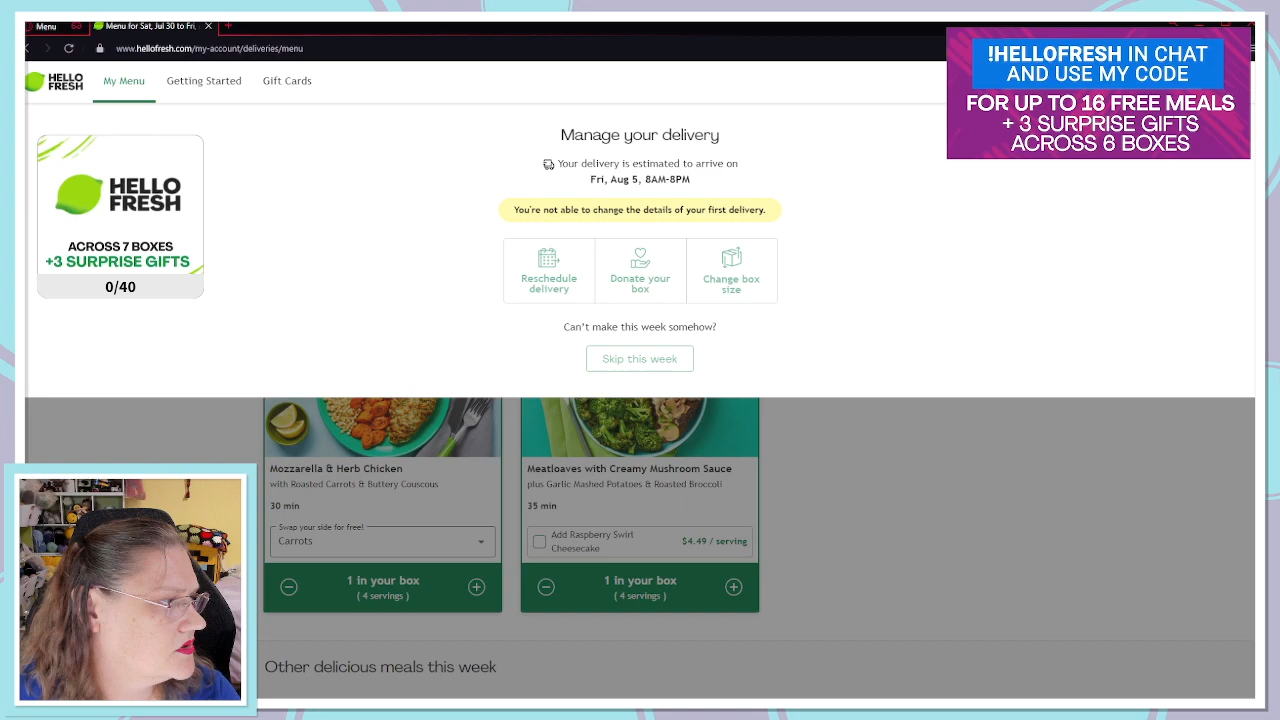 Menu
Menu for Sat, Jul 30 to Fri,
www.hellofresh.com/my-account/deliveries/menu
HELLO
FRESH
My Menu
Getting Started
Gift Cards
!HELLOFRESH IN CHAT
AND USE MY CODE
FOR UP TO 16 FREE MEALS
+ 3 SURPRISE GIFTS
ACROSS 6 BOXES
HELLO
FRESH
ACROSS 7 BOXES
+3 SURPRISE GIFTS
0/40
Manage your delivery
Your delivery is estimated to arrive on
Fri, Aug 5, 8AM-8PM
You're not able to change the details of your first delivery.
Reschedule
delivery
Donate your
box
Change box
size
Can't make this week somehow?
Skip this week
Mozzarella & Herb Chicken
with Roasted Carrots & Buttery Couscous
30 min
Swap your side for free!
Carrots
1 in your box
( 4 servings )
Meatloaves with Creamy Mushroom Sauce
plus Garlic Mashed Potatoes & Roasted Broccoli
35 min
Add Raspberry Swirl
Cheesecake
$4.49 / serving
1 in your box
( 4 servings )
Other delicious meals this week